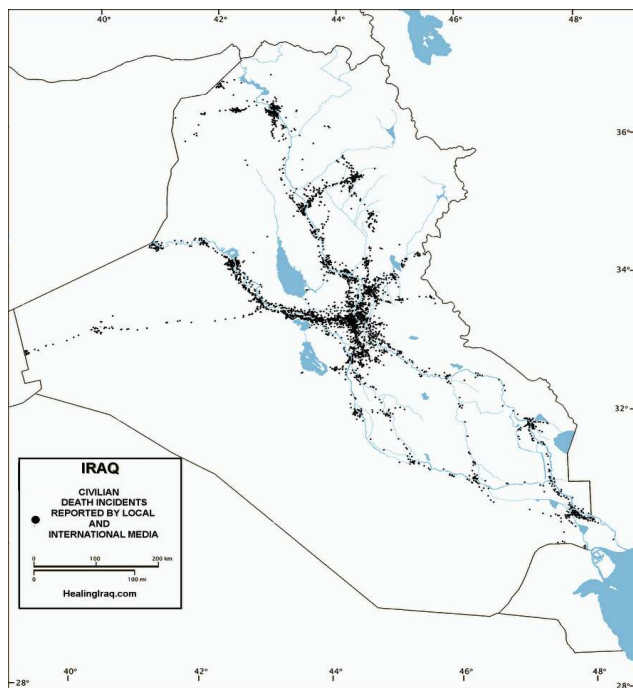 40° 42° 44° 46° 48°
36°
34°
32°
IRAQ
CIVILIAN
DEATH INCIDENTS
REPORTED BY LOCAL
AND
INTERNATIONAL MEDIA
0 100 200 km
0 100 mi
HealingIraq.com
28° 40° 42° 44° 46° 48° 28°